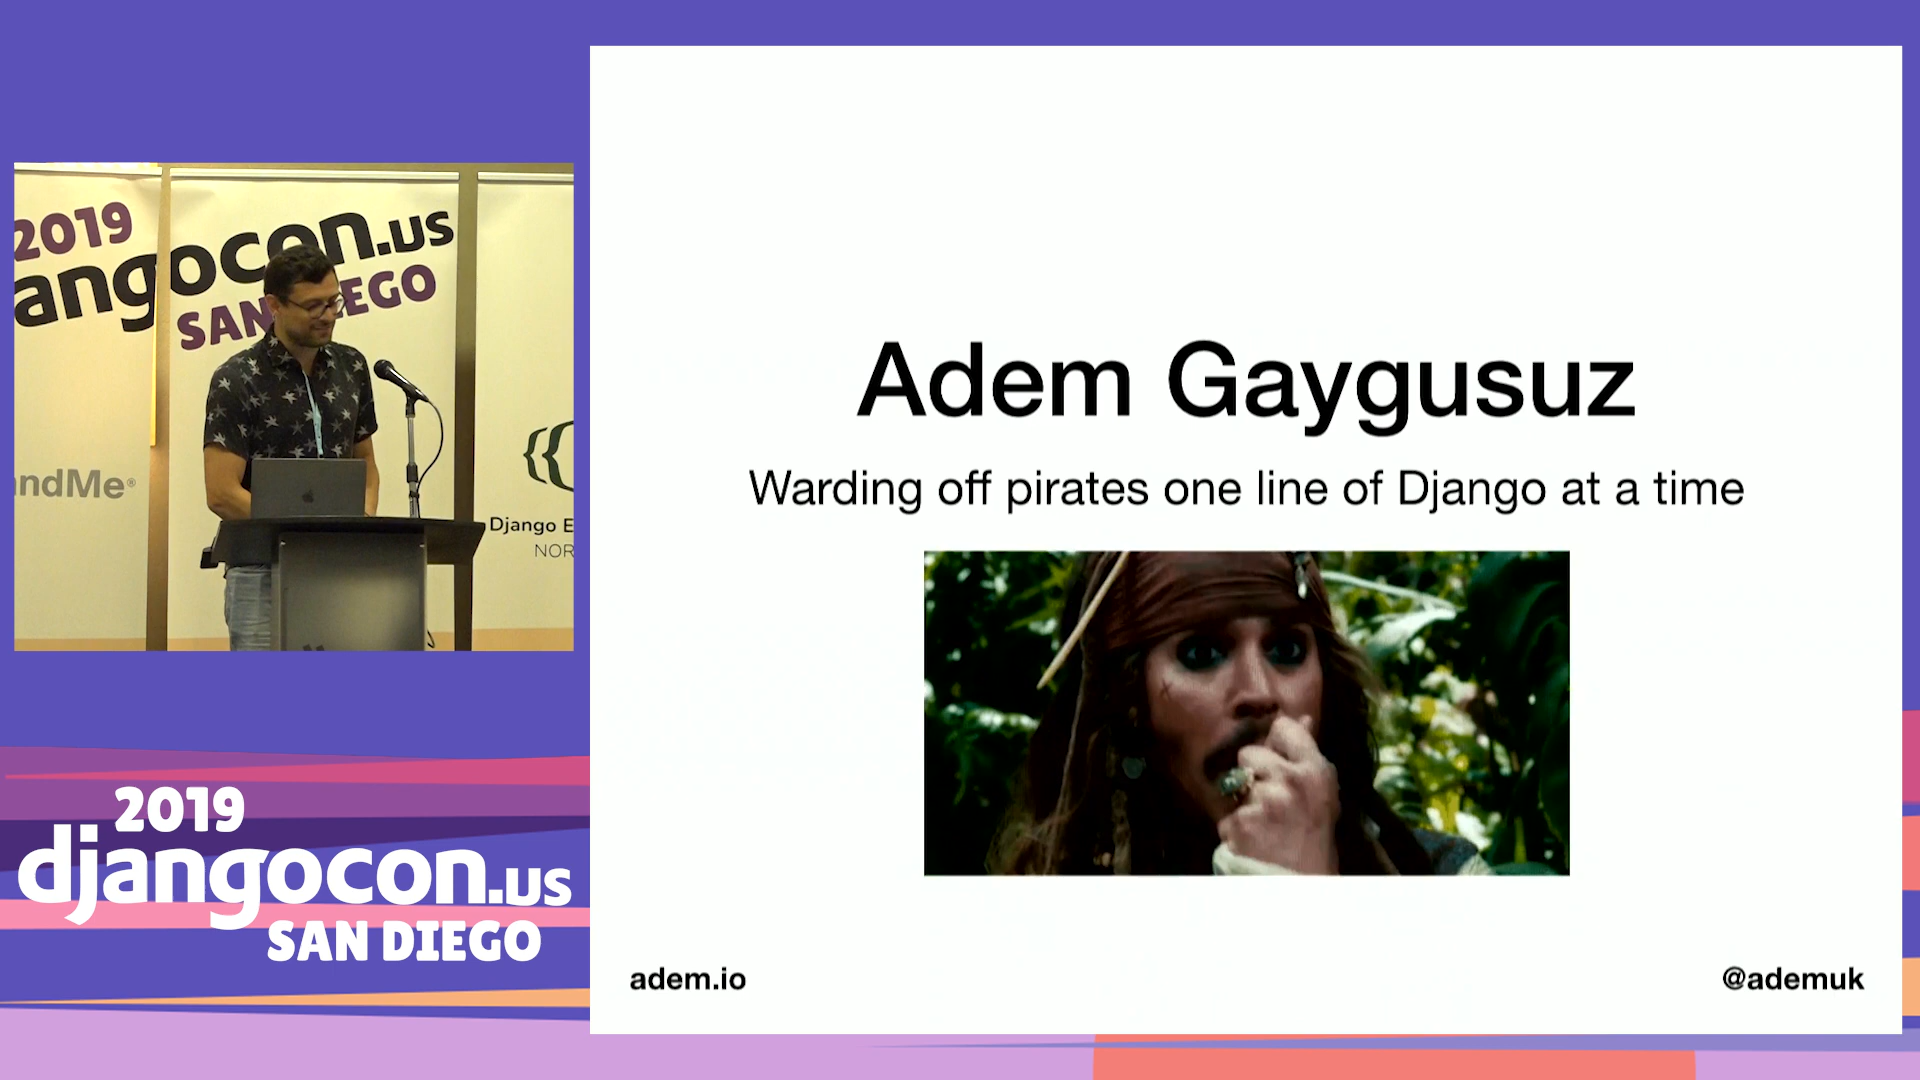 2019
angocon.us
SAN EGO
ndMe®
Django E
NOR
Adem Gaygusuz
Warding off pirates one line of Django at a time
adem.io
@ademuk
2019
djangocon.us
SAN DIEGO